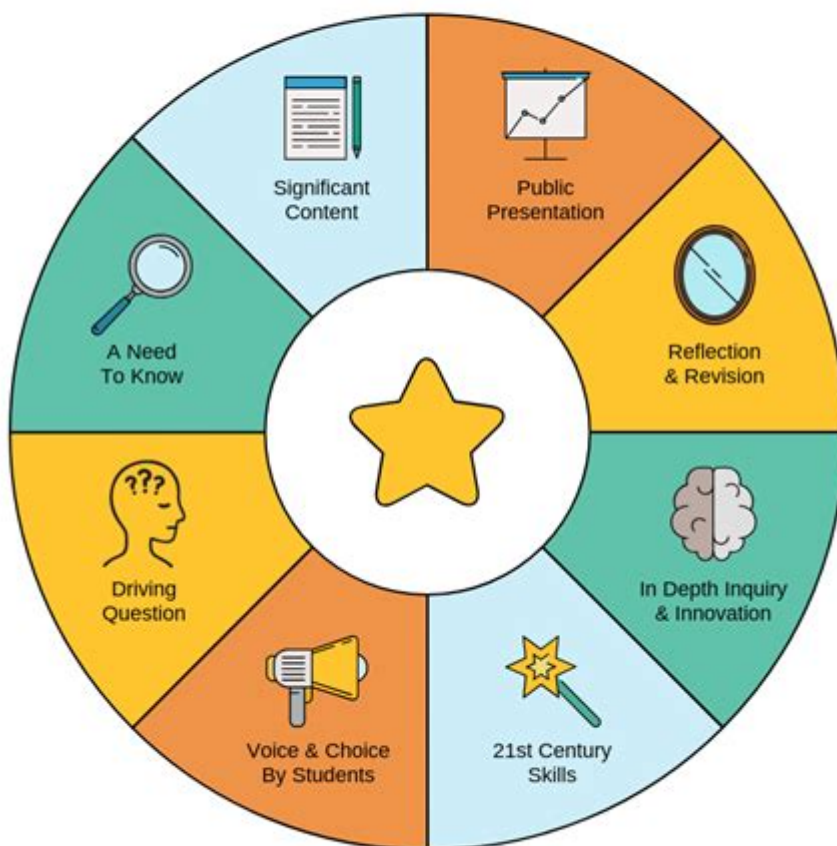 Significant
Content
Public
Presentation
Reflection
& Revision
In Depth Inquiry
& Innovation
21st Century
Skills
Voice & Choice
By Students
Driving
Question
A Need
To Know
???